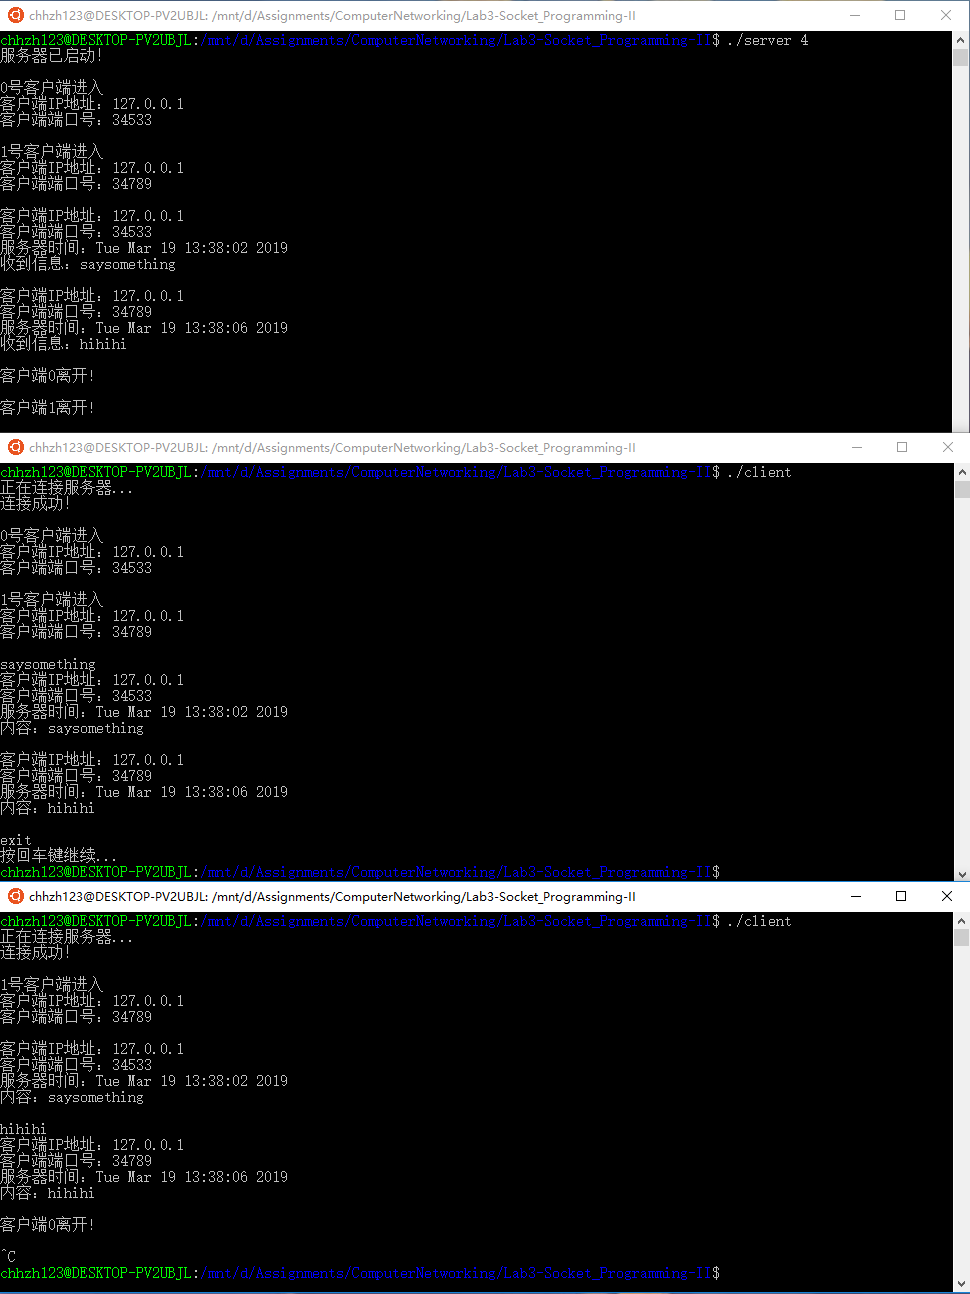 chhzh123@DESKTOP-PV2UBJL: /mnt/d/Assignments/ComputerNetworking/Lab3-Socket_Programming-II
chhzh123@DESKTOP-PV2UBJL:/mnt/d/Assignments/ComputerNetworking/Lab3-Socket_Programming-II$ ./server 4
服务器已启动!
0号客户端进入
客户端IP地址: 127.0.0.1
客户端端口号: 34533
1号客户端进入
客户端IP地址: 127.0.0.1
客户端端口号: 34789
客户端IP地址: 127.0.0.1
客户端端口号: 34533
服务器时间: Tue Mar 19 13:38:02 2019
收到信息: saysomething
客户端IP地址: 127.0.0.1
客户端端口号: 34789
服务器时间: Tue Mar 19 13:38:06 2019
收到信息: hihihi
客户端0离开!
客户端1离开!
chhzh123@DESKTOP-PV2UBJL: /mnt/d/Assignments/ComputerNetworking/Lab3-Socket_Programming-II
chhzh123@DESKTOP-PV2UBJL:/mnt/d/Assignments/ComputerNetworking/Lab3-Socket_Programming-II$ ./client
正在连接服务器...
连接成功!
0号客户端进入
客户端IP地址: 127.0.0.1
客户端端口号: 34533
1号客户端进入
客户端IP地址: 127.0.0.1
客户端端口号: 34789
saysomething
客户端IP地址: 127.0.0.1
客户端端口号: 34533
服务器时间: Tue Mar 19 13:38:02 2019
内容: saysomething
客户端IP地址: 127.0.0.1
客户端端口号: 34789
服务器时间: Tue Mar 19 13:38:06 2019
内容: hihihi
exit
按回车键继续...
chhzh123@DESKTOP-PV2UBJL:/mnt/d/Assignments/ComputerNetworking/Lab3-Socket_Programming-II$
chhzh123@DESKTOP-PV2UBJL: /mnt/d/Assignments/ComputerNetworking/Lab3-Socket_Programming-II
chhzh123@DESKTOP-PV2UBJL:/mnt/d/Assignments/ComputerNetworking/Lab3-Socket_Programming-II$ ./client
正在连接服务器...
连接成功!
1号客户端进入
客户端IP地址: 127.0.0.1
客户端端口号: 34789
客户端IP地址: 127.0.0.1
客户端端口号: 34533
服务器时间: Tue Mar 19 13:38:02 2019
内容: saysomething
hihihi
客户端IP地址: 127.0.0.1
客户端端口号: 34789
服务器时间: Tue Mar 19 13:38:06 2019
内容: hihihi
客户端0离开!
^C
chhzh123@DESKTOP-PV2UBJL:/mnt/d/Assignments/ComputerNetworking/Lab3-Socket_Programming-II$